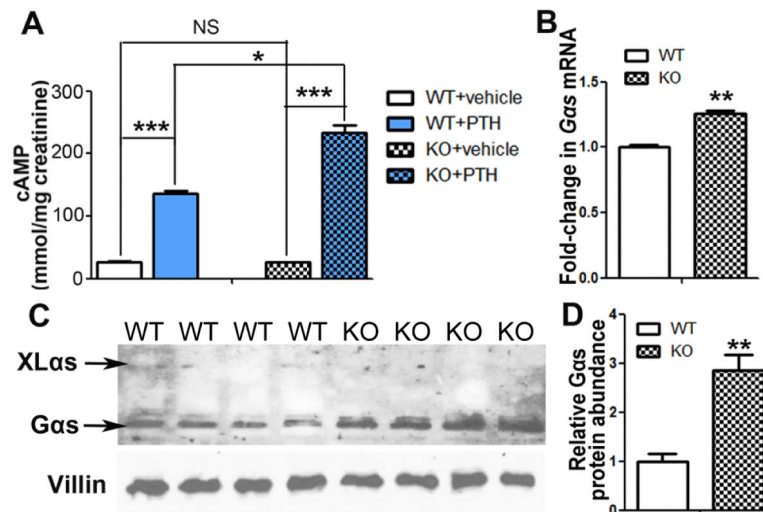 A
NS
*
***
***
cAMP
(mmol/mg creatinine)
300
200
100
0
WT+vehicle
WT+PTH
KO+vehicle
KO+PTH
B
WT
KO
**
Fold-change in Gαs mRNA
1.5
1.0
0.5
0.0
C
WT WT WT WT KO KO KO KO
XLαs
Gαs
Villin
D
WT
KO
**
Relative Gαs
protein abundance
4
3
2
1
0